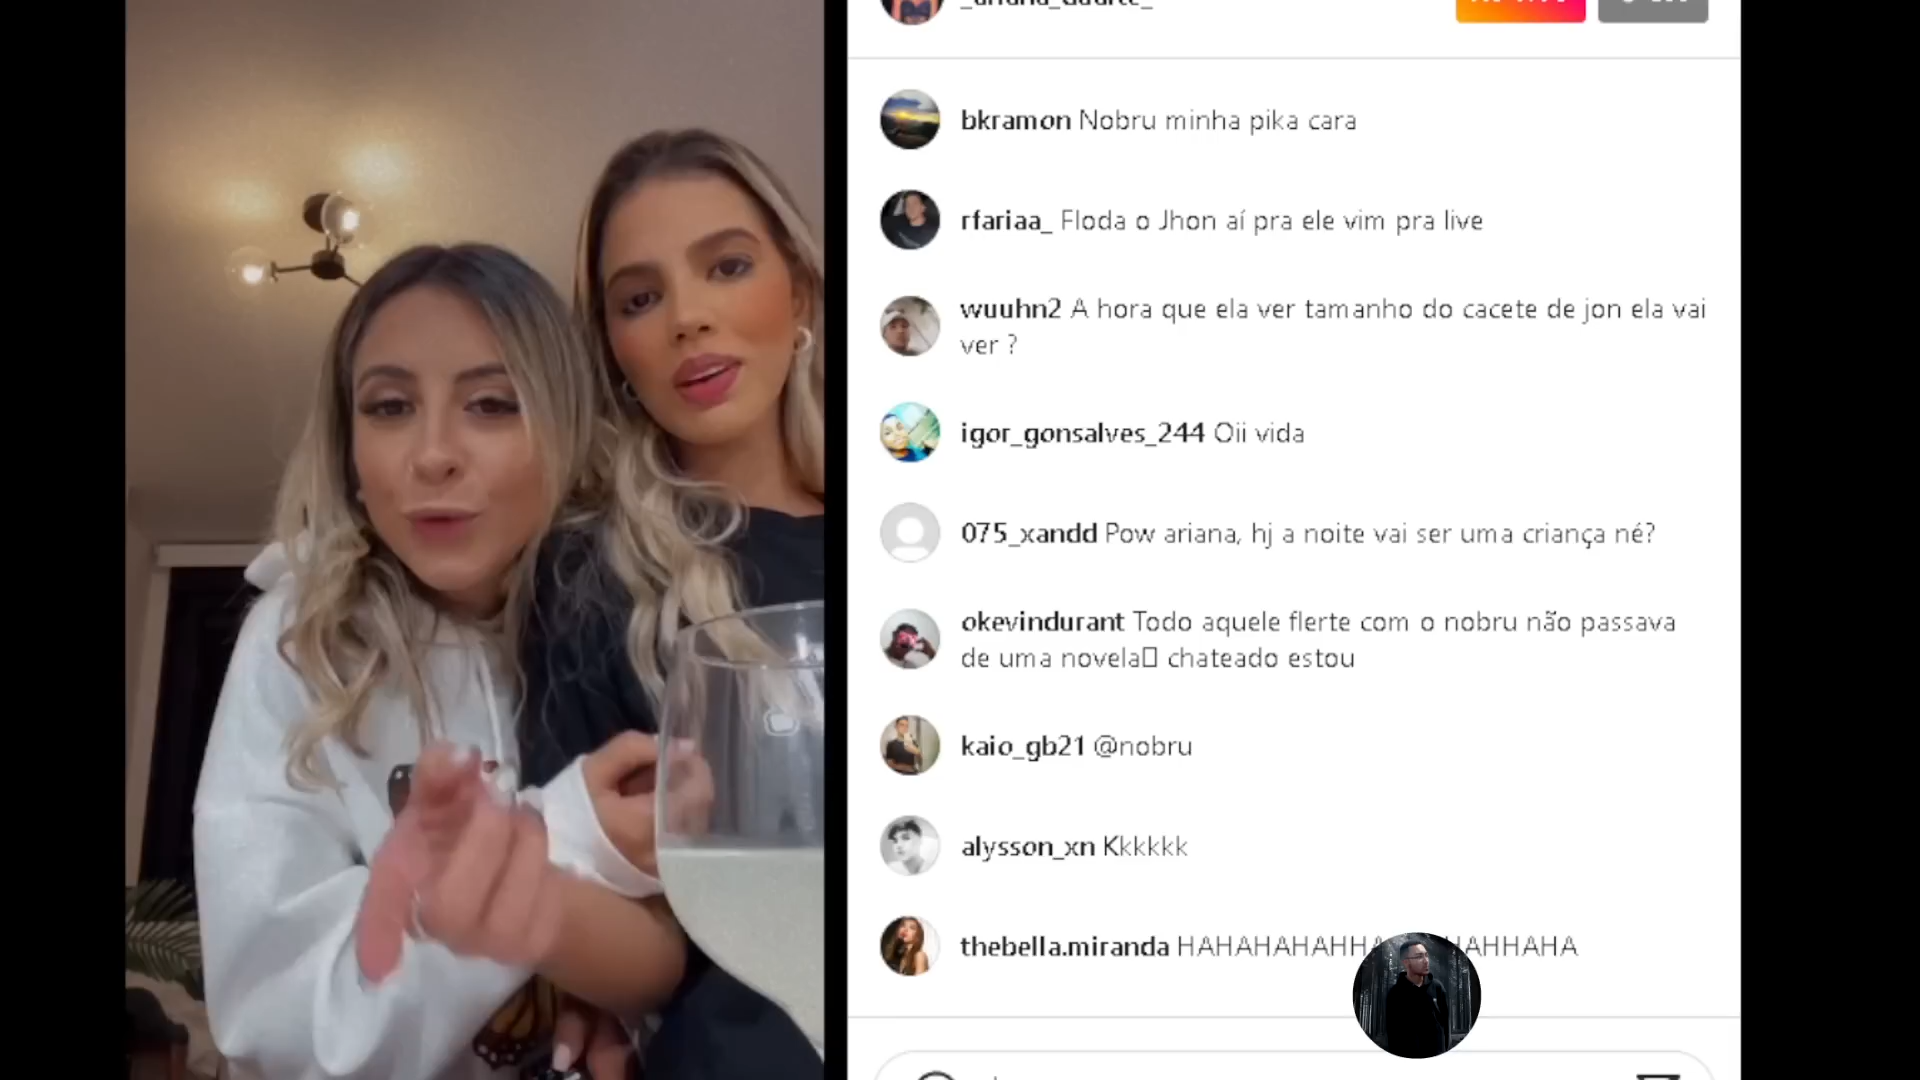 bkramon Nobru minha pika cara
rfariaa_ Floda o Jhon aí pra ele vim pra live
wuuhn2 A hora que ela ver tamanho do cacete de jon ela vai
ver ?
igor_gonsalves_244 Oii vida
075_xandd Pow ariana, hj a noite vai ser uma criança né?
okevindurant Todo aquele flerte com o nobru não passava
de uma novela chateado estou
kaio_gb21 @nobru
alysson_xn Kkkkkk
thebella.miranda